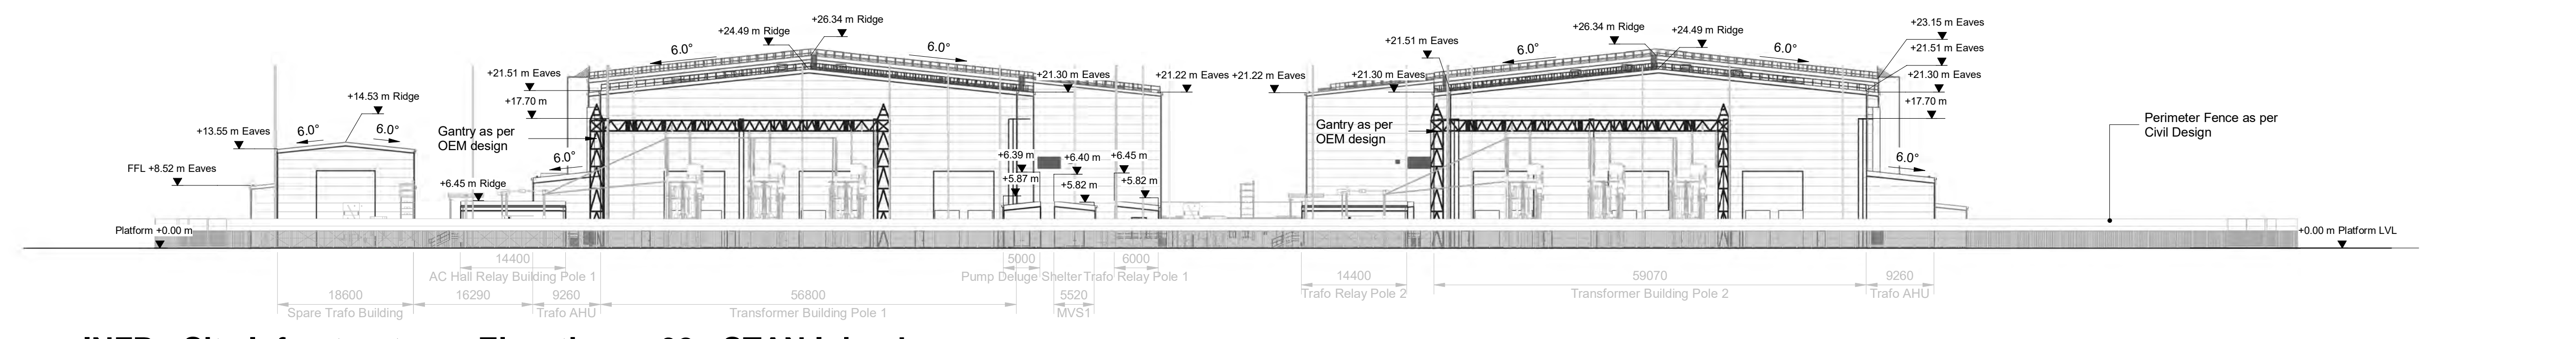 +26.34 m Ridge
+24.49 m Ridge
6.0°
6.0°
+21.51 m Eaves
+21.30 m Eaves
+21.22 m Eaves
+17.70 m
+14.53 m Ridge
+13.55 m Eaves
6.0°
6.0°
Gantry as per
OEM design
6.0°
FFL +8.52 m Eaves
+6.45 m Ridge
+6.39 m
+6.40 m
+6.45 m
+5.87 m
+5.82 m
+5.82 m
Platform +0.00 m
+26.34 m Ridge
+24.49 m Ridge
+23.15 m Eaves
+21.51 m Eaves
6.0°
6.0°
+21.51 m Eaves
+21.22 m Eaves
+21.30 m Eaves
+21.30 m Eaves
+17.70 m
Gantry as per
OEM design
6.0°
Perimeter Fence as per
Civil Design
+0.00 m Platform LVL
14400
AC Hall Relay Building Pole 1
5000
Pump Deluge Shelter
6000
Trafo Relay Pole 1
14400
Trafo Relay Pole 2
59070
Transformer Building Pole 2
9260
Trafo AHU
18600
Spare Trafo Building
16290
9260
Trafo AHU
56800
Transformer Building Pole 1
5520
MVS1